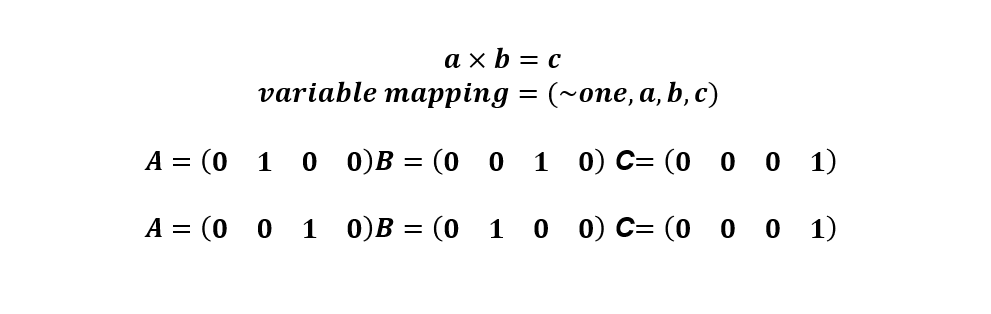 a × b = c
variable mapping = (~one, a, b, c)
A = (0 1 0 0)B = (0 0 1 0) C= (0 0 0 1)
A = (0 0 1 0)B = (0 1 0 0) C= (0 0 0 1)